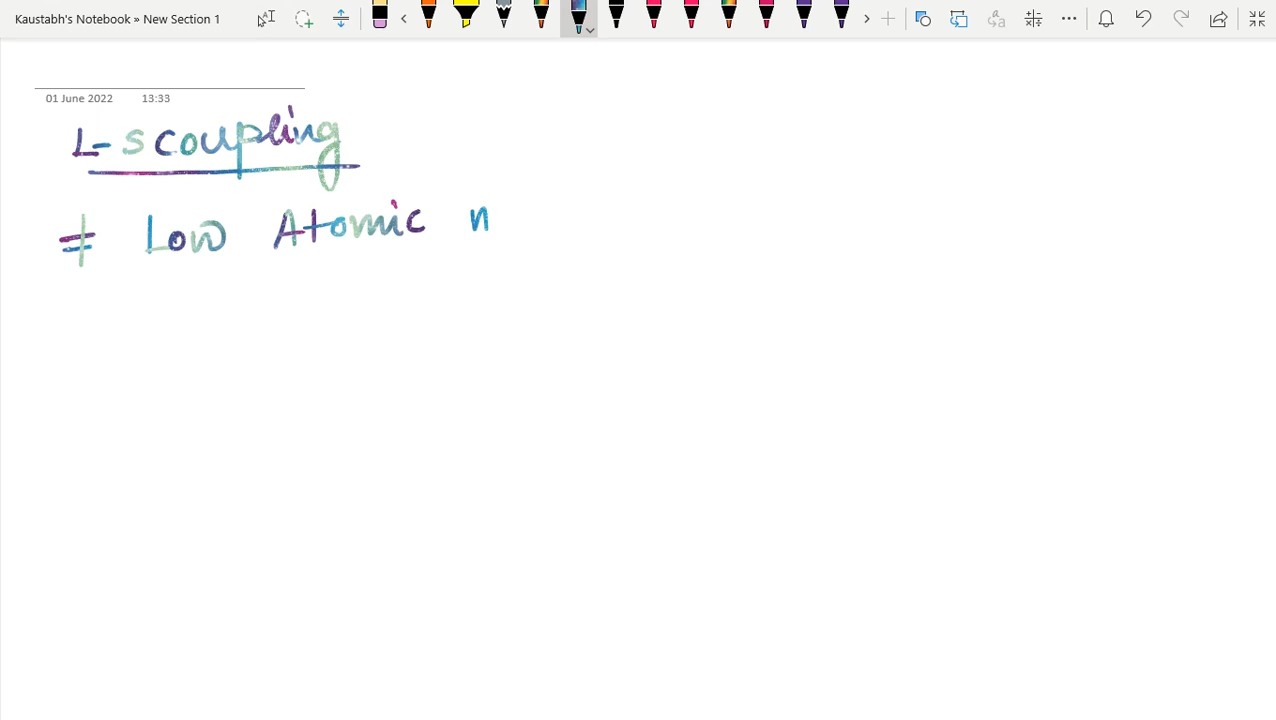 Kaustabh's Notebook » New Section 1
01 June 2022 13:33
L-S coupling
≠ Low Atomic n